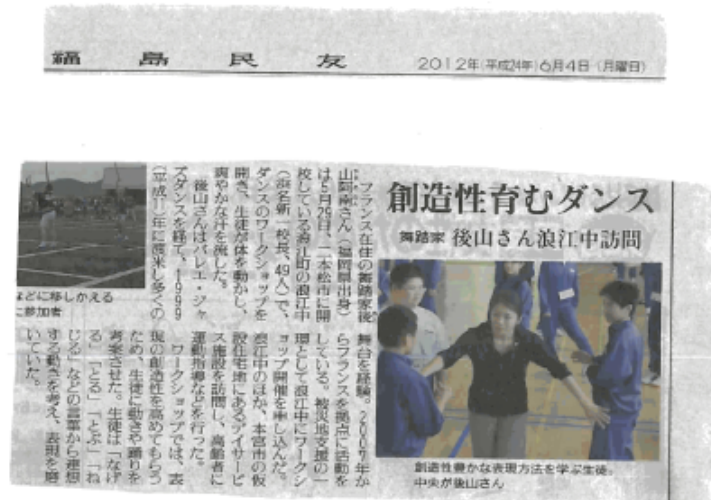 福島民友
2012年(平成24年)6月4日(月曜日)
創造性育むダンス
舞踏家 後山さん浪江中訪問
フランス在住の舞踏家後
山阿南さん(福岡県出身)
は5月29日、二本松市に開
校している浪江町の浪江中
(浜名新一校長、49人)で、
ダンスのワークショップを
開き、生徒が体を動かし、
爽やかな汗を流した。
後山さんはバレーエ・ジャ
ズダンスを経て、1999
(平成11)年に渡米し多くの
舞台を経験。2007年か
らフランスを拠点に活動を
している。被災地支援の一
環として浪江中にワークシ
ョップ開催を申し込んだ。
浪江中のほか、本宮市の仮
設住宅地にあるデイサービ
ス施設を訪問し、高齢者に
運動指導などを行った。
ワークショップでは、表
現の創造性を高めてもらう
ため、生徒に動きや踊りを
考案させた。生徒は「なげ
る」「とる」「とぶ」「ね
じる」などの言葉から連想
する動きを考え、表現を磨
いていた。
創造性豊かな表現方法を学ぶ生徒。
中央が後山さん
などに移しかえる
に参加者